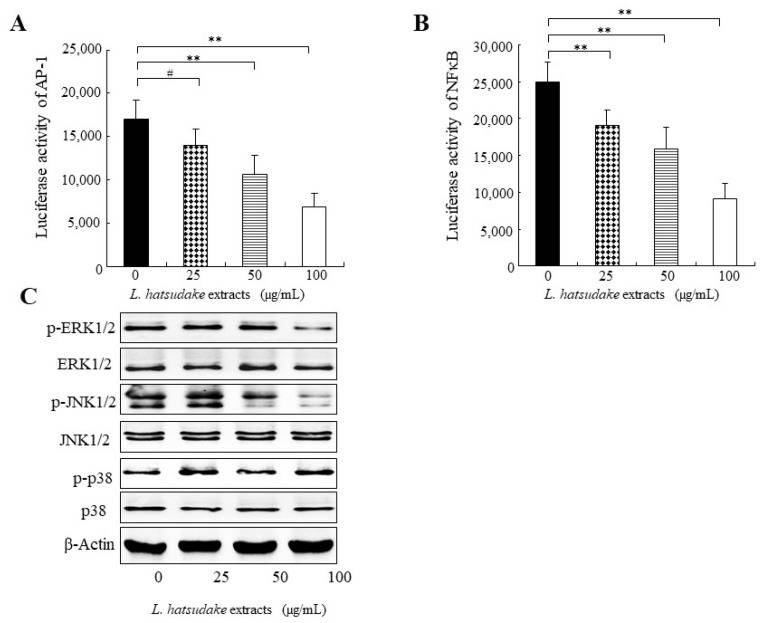 A
Luciferase activity of AP-1
25,000
20,000
15,000
10,000
5,000
0
**
**
#
0 25 50 100
L. hatsudake extracts (μg/mL)
B
Luciferase activity of NFκB
30,000
25,000
20,000
15,000
10,000
5,000
0
**
**
**
0 25 50 100
L. hatsudake extracts (μg/mL)
C
p-ERK1/2
ERK1/2
p-JNK1/2
JNK1/2
p-p38
p38
β-Actin
0 25 50 100
L. hatsudake extracts (μg/mL)